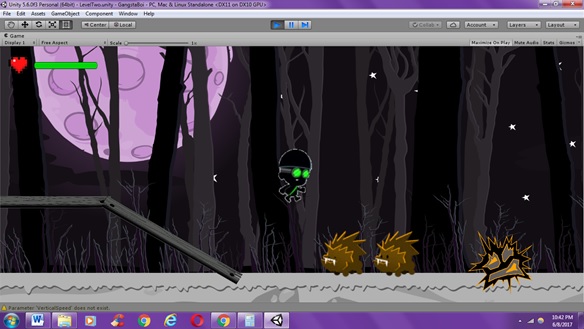 Unity 5.6.0f3 Personal (64bit) - LevelTwo.unity - GangstaBoi - PC, Mac & Linux Standalone <DX11 on DX10 GPU>
File Edit Assets GameObject Component Window Help
Center Local Collab Account Layers Layout
Game
Display 1 Free Aspect Scale 1x Maximize On Play Mute Audio Stats Gizmos
Parameter 'VerticalSpeed' does not exist.
10:42 PM
6/8/2017